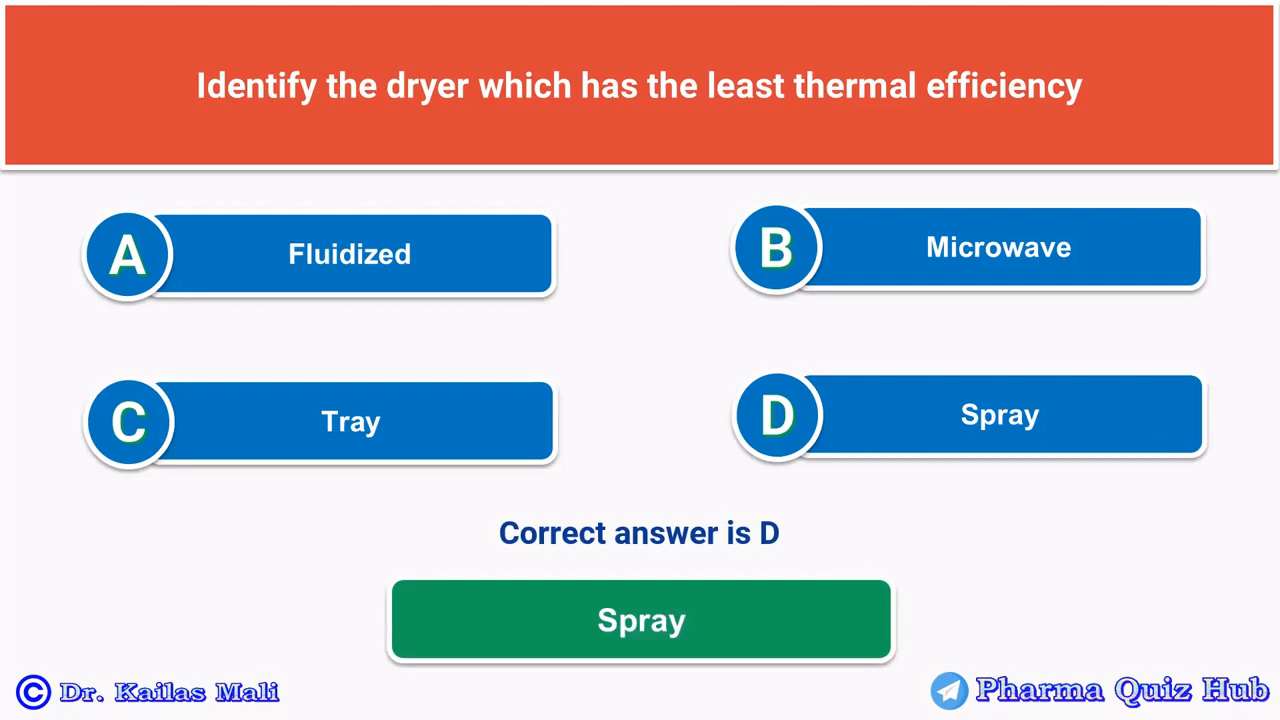 Identify the dryer which has the least thermal efficiency
A Fluidized
B Microwave
C Tray
D Spray
Correct answer is D
Spray
© Dr. Kailas Mali
Pharma Quiz Hub